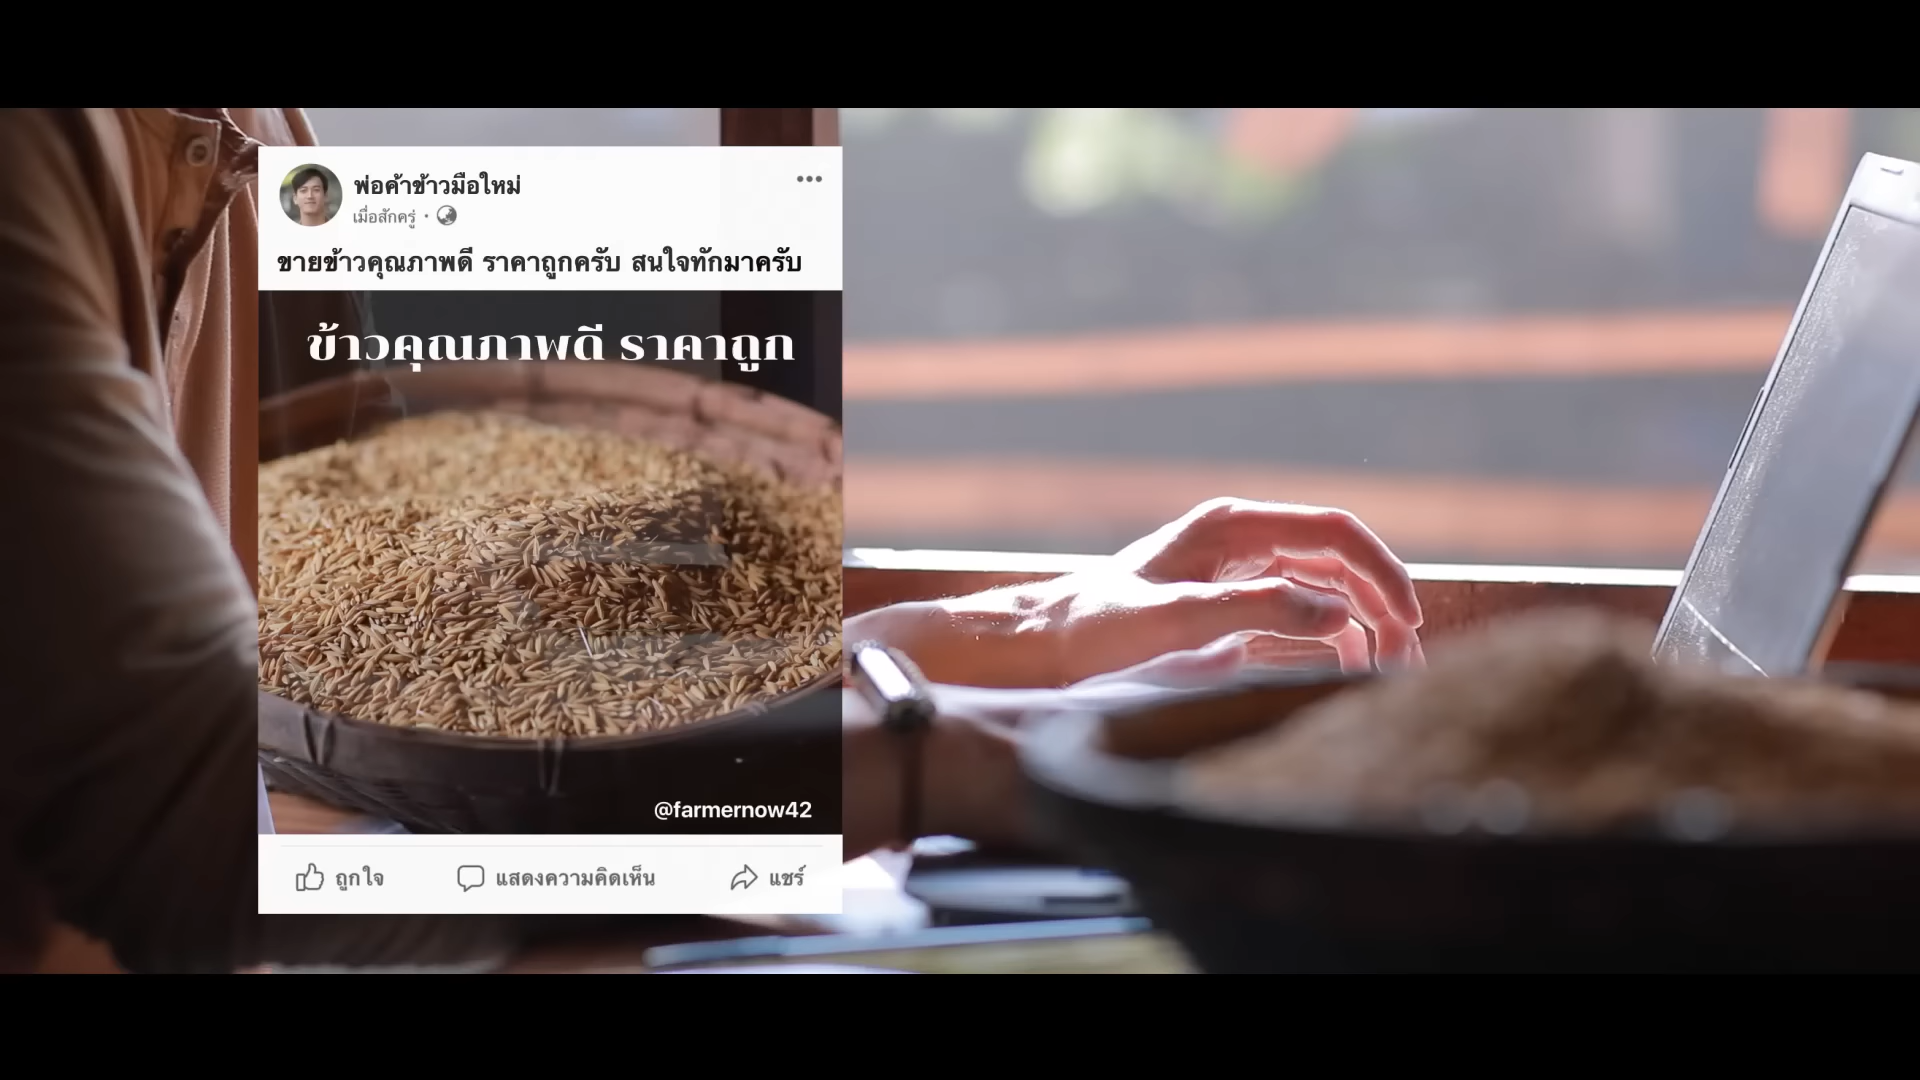 พ่อค้าข้าวมือใหม่
เมื่อสักครู่ ·
ขายข้าวคุณภาพดี ราคาถูกครับ สนใจทักมาครับ
ข้าวคุณภาพดี ราคาถูก
@farmernow42
ถูกใจ แสดงความคิดเห็น แชร์